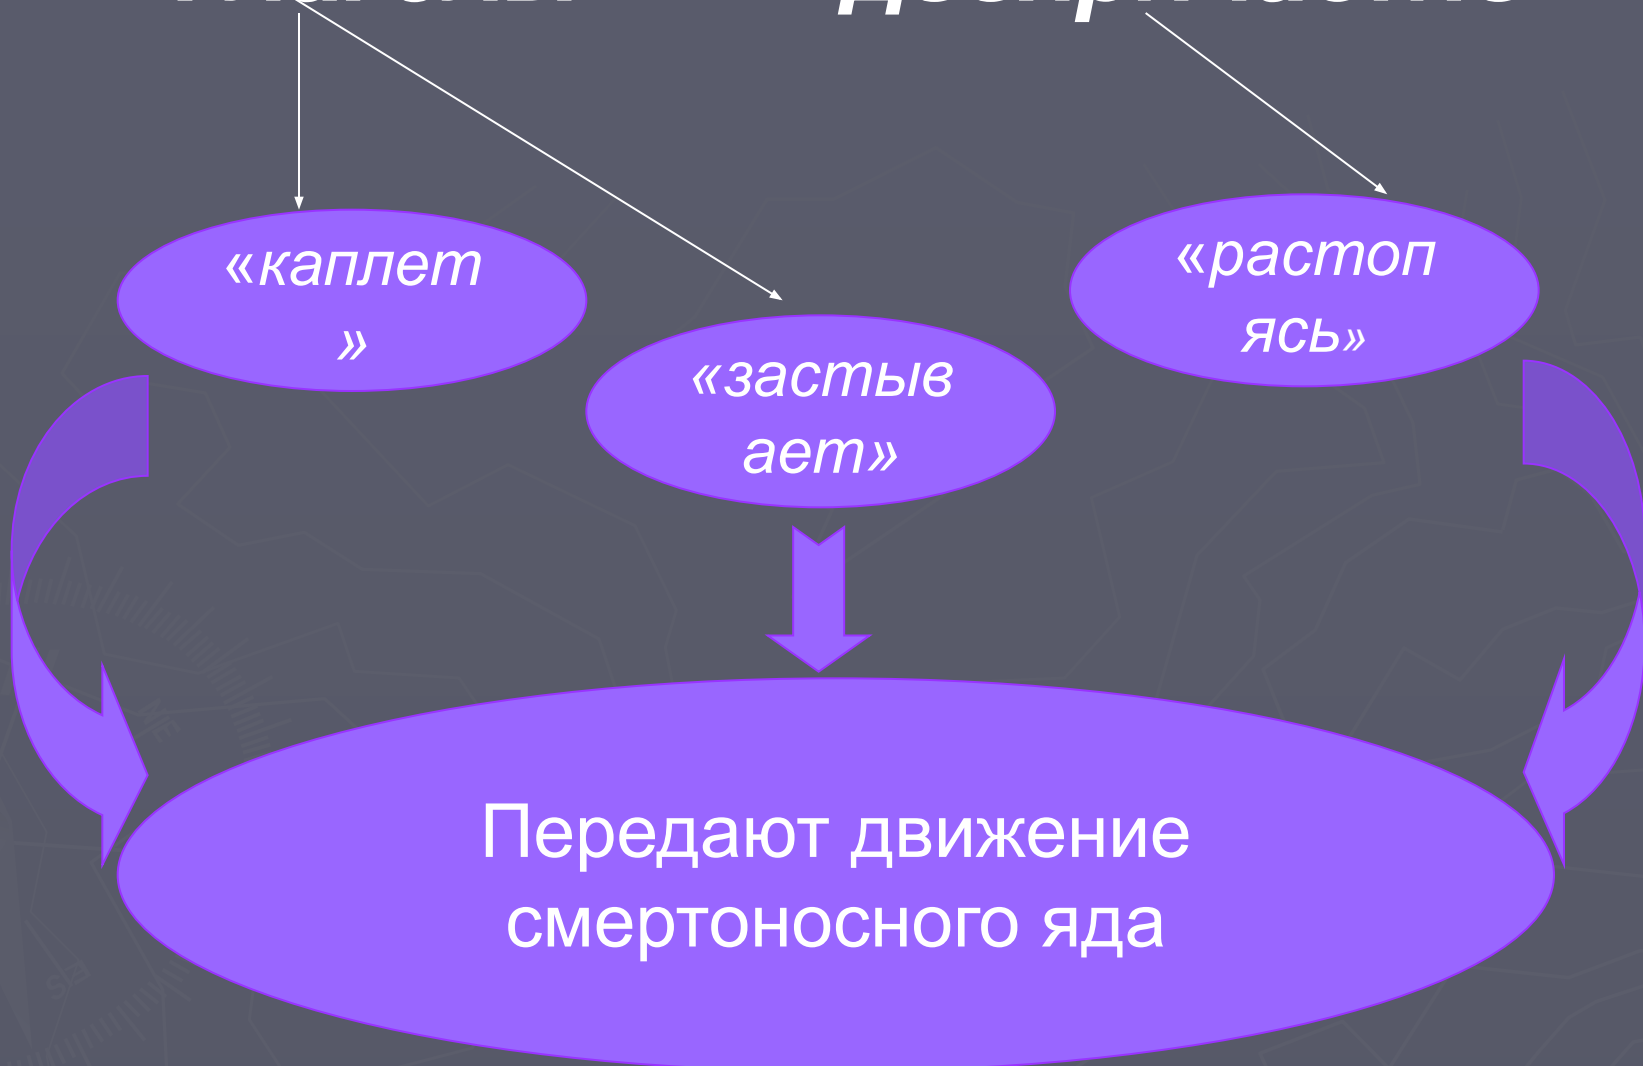 «каплет
»
«растоп
ясь»
«застыв
ает»
Передают движение
смертоносного яда